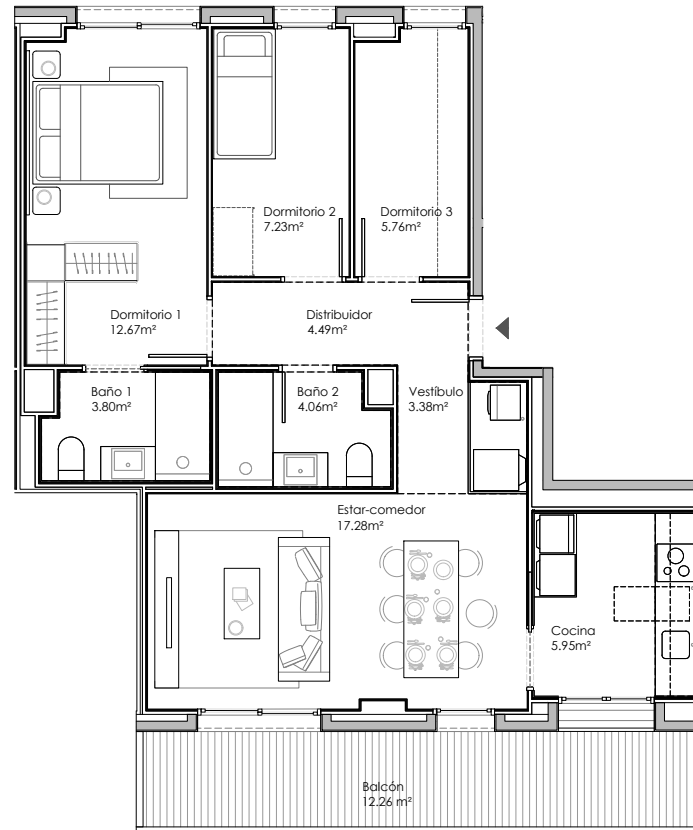 Dormitorio 2
7.23m²
Dormitorio 3
5.76m²
Dormitorio 1
12.67m²
Distribuidor
4.49m²
Baño 1
3.80m²
Baño 2
4.06m²
Vestíbulo
3.38m²
Estar-comedor
17.28m²
Cocina
5.95m²
Balcón
12.26 m²